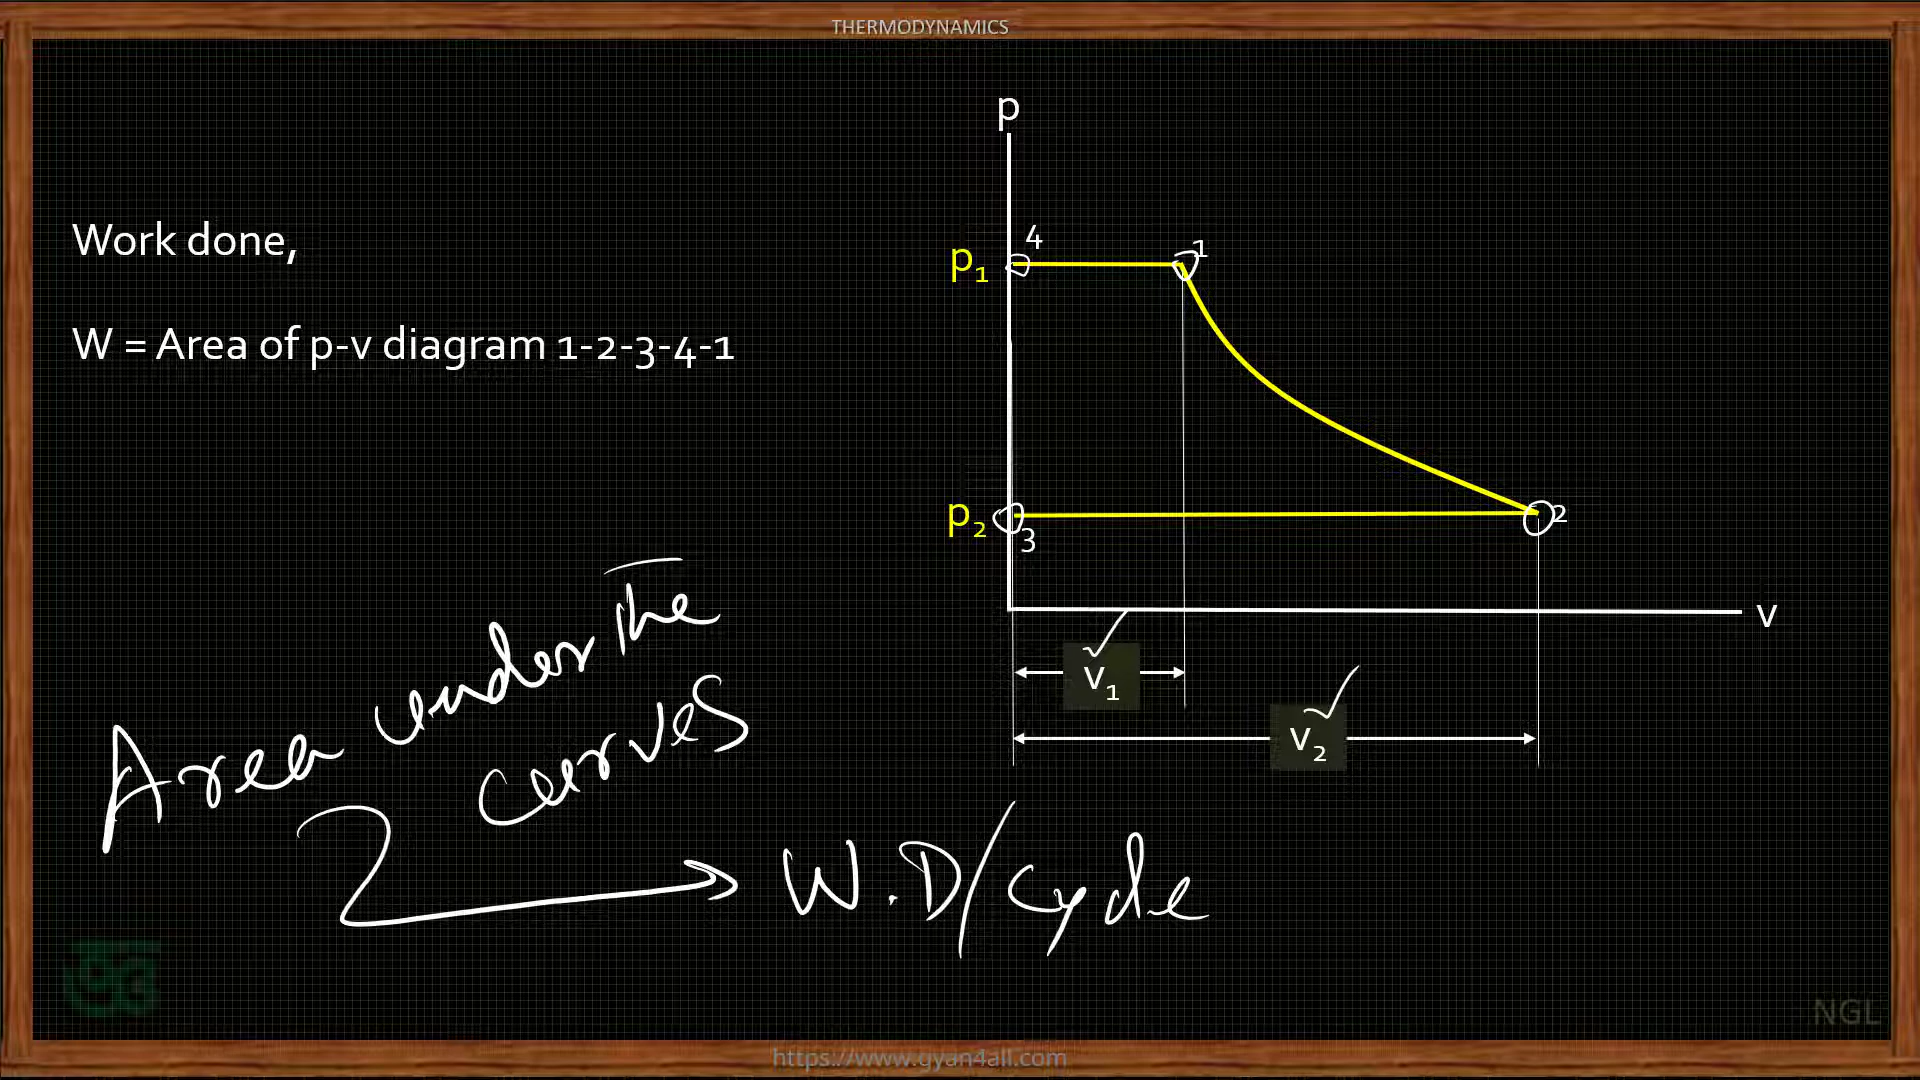 THERMODYNAMICS
p
Work done,
W = Area of p-v diagram 1-2-3-4-1
4
1
p₁
p₂
2
3
v
v₁
v₂
Area under the
curves
W.D/cycle
NGL
https://www.gyan4all.com